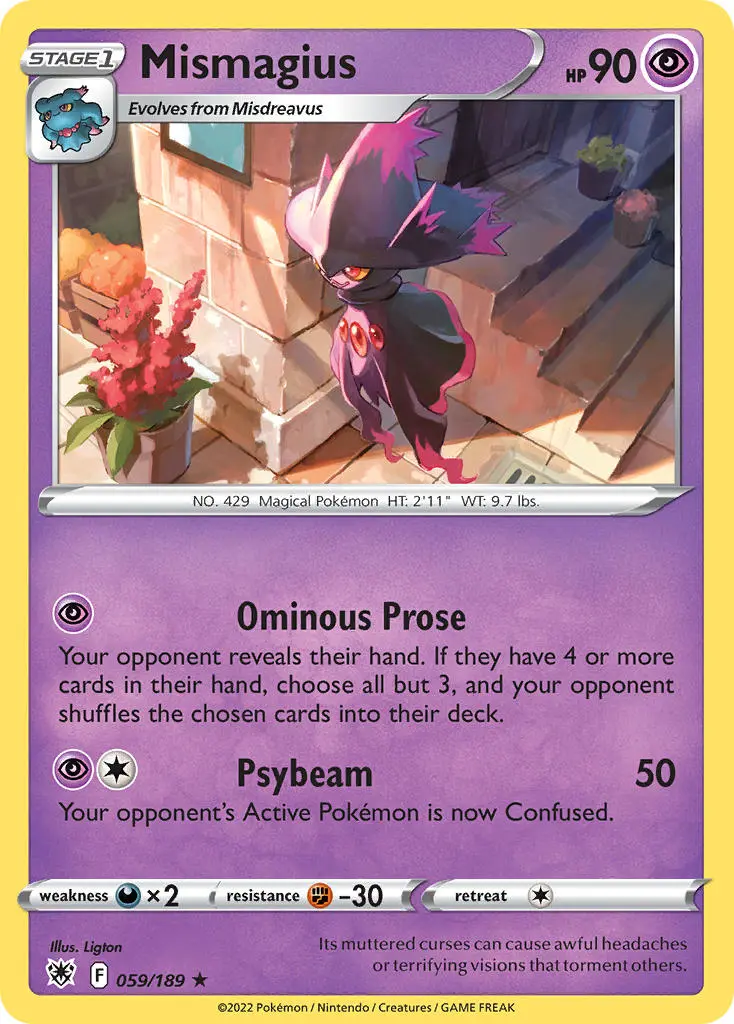 STAGE1
Mismagius
HP 90
Evolves from Misdreavus
NO. 429 Magical Pokémon HT: 2'11" WT: 9.7 lbs.
Ominous Prose
Your opponent reveals their hand. If they have 4 or more
cards in their hand, choose all but 3, and your opponent
shuffles the chosen cards into their deck.
Psybeam 50
Your opponent's Active Pokémon is now Confused.
weakness ×2 resistance -30 retreat
Illus. Ligton
F 059/189 ★
Its muttered curses can cause awful headaches
or terrifying visions that torment others.
©2022 Pokémon / Nintendo / Creatures / GAME FREAK